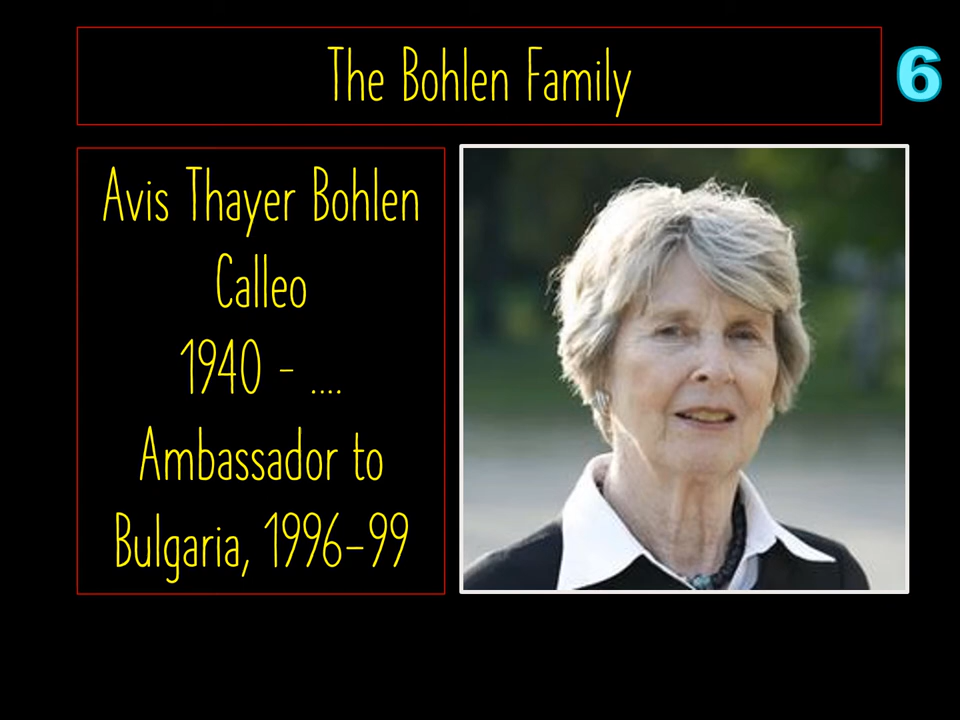 The Bohlen Family
6
Avis Thayer Bohlen
Calleo
1940 - ....
Ambassador to
Bulgaria, 1996-99